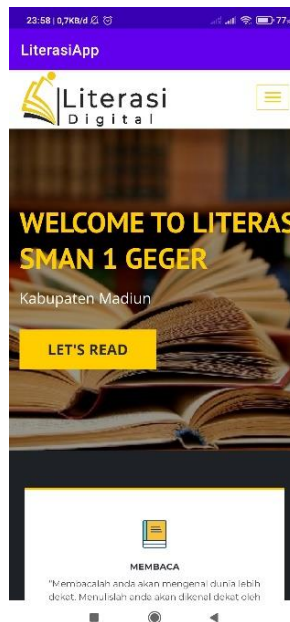 23:58 | 0,7KB/d
77
LiterasiApp
Literasi
Digital
WELCOME TO LITERAS
SMAN 1 GEGER
Kabupaten Madiun
LET'S READ
MEMBACA
"Membacalah anda akan mengenal dunia lebih
dekat. Menulislah anda akan dikenal dekat oleh